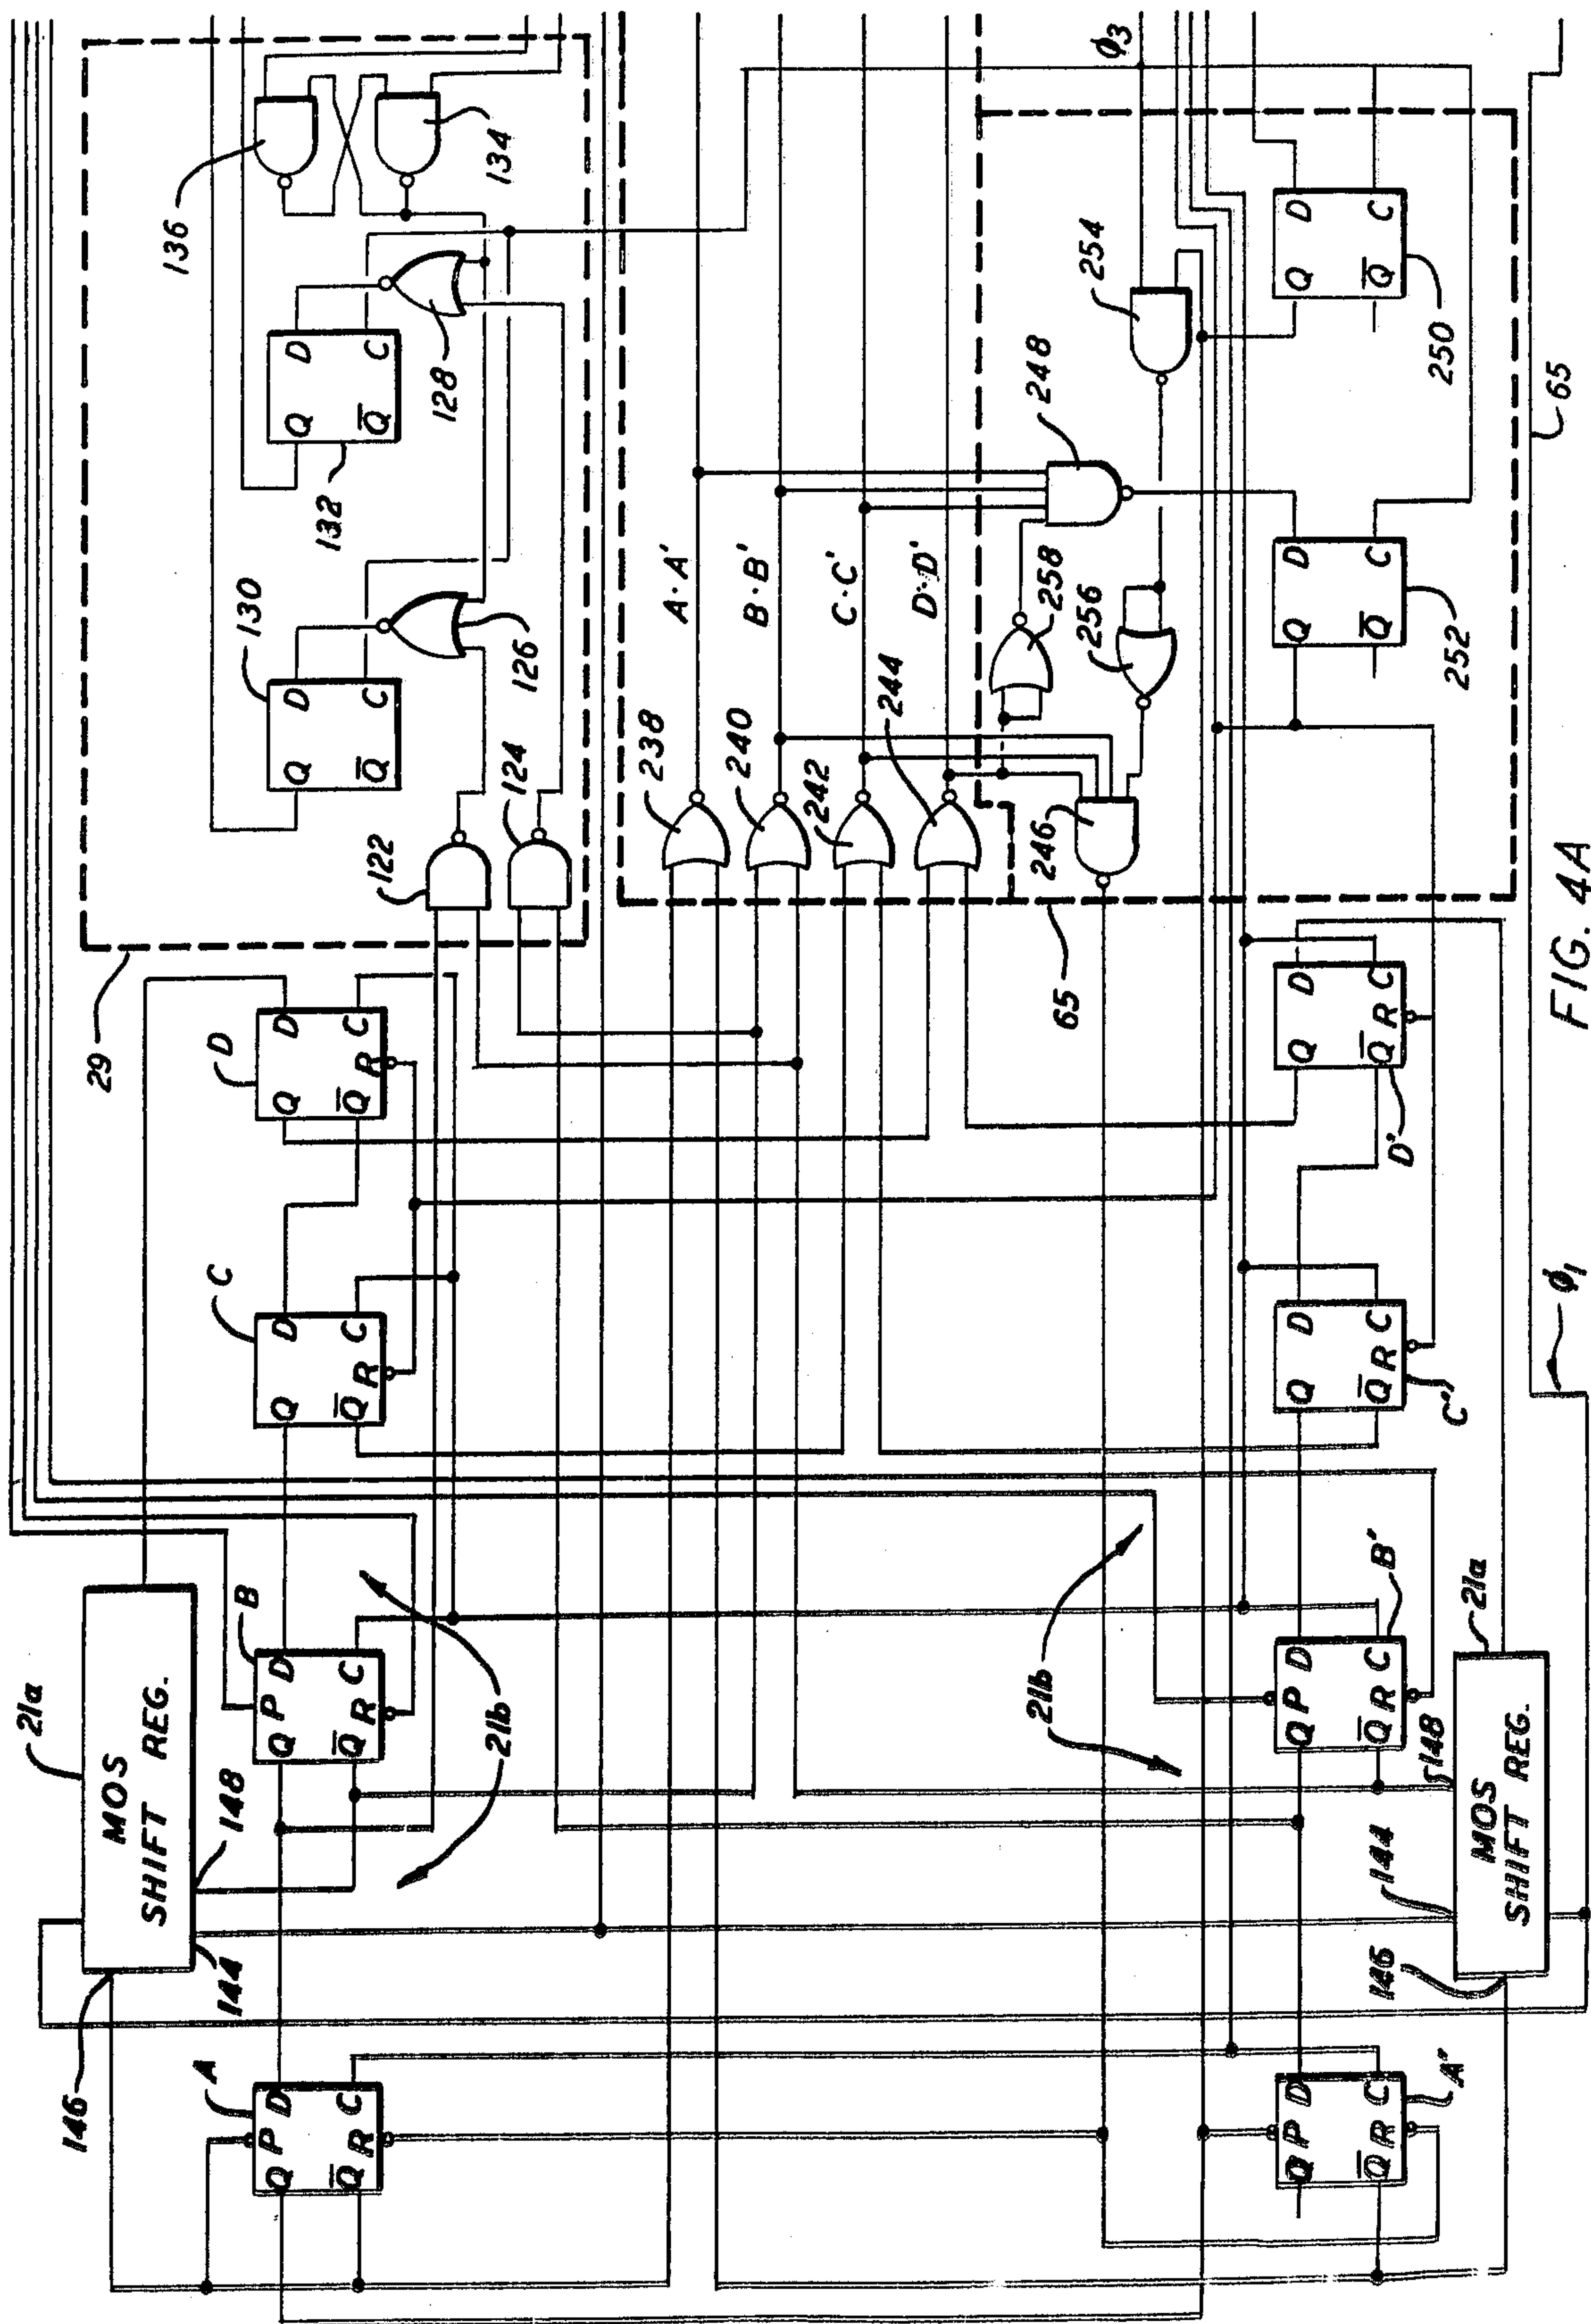 21a
MOS
SHIFT REG.
146
144
148
A
P D
Q
Q̅ R C
B
P D
Q
Q̅ R C
21b
C
Q D
Q̅ R C
D
Q D
Q̅ R C
29
122
124
130
Q D
Q̅ C
126
132
Q D
Q̅ C
128
136
134
238
240
242
244
A·A'
B·B'
C·C'
D·D'
65
246
258
256
248
254
φ3
252
Q D
Q̅ C
250
Q D
Q̅ C
65
21b
A'
Q P D
Q̅ R C
B'
Q P D
Q̅ R C
C'
Q D
Q̅ R C
D'
Q D
Q̅ R C
146
144
148
MOS
SHIFT REG.
21a
φ1
FIG. 4A